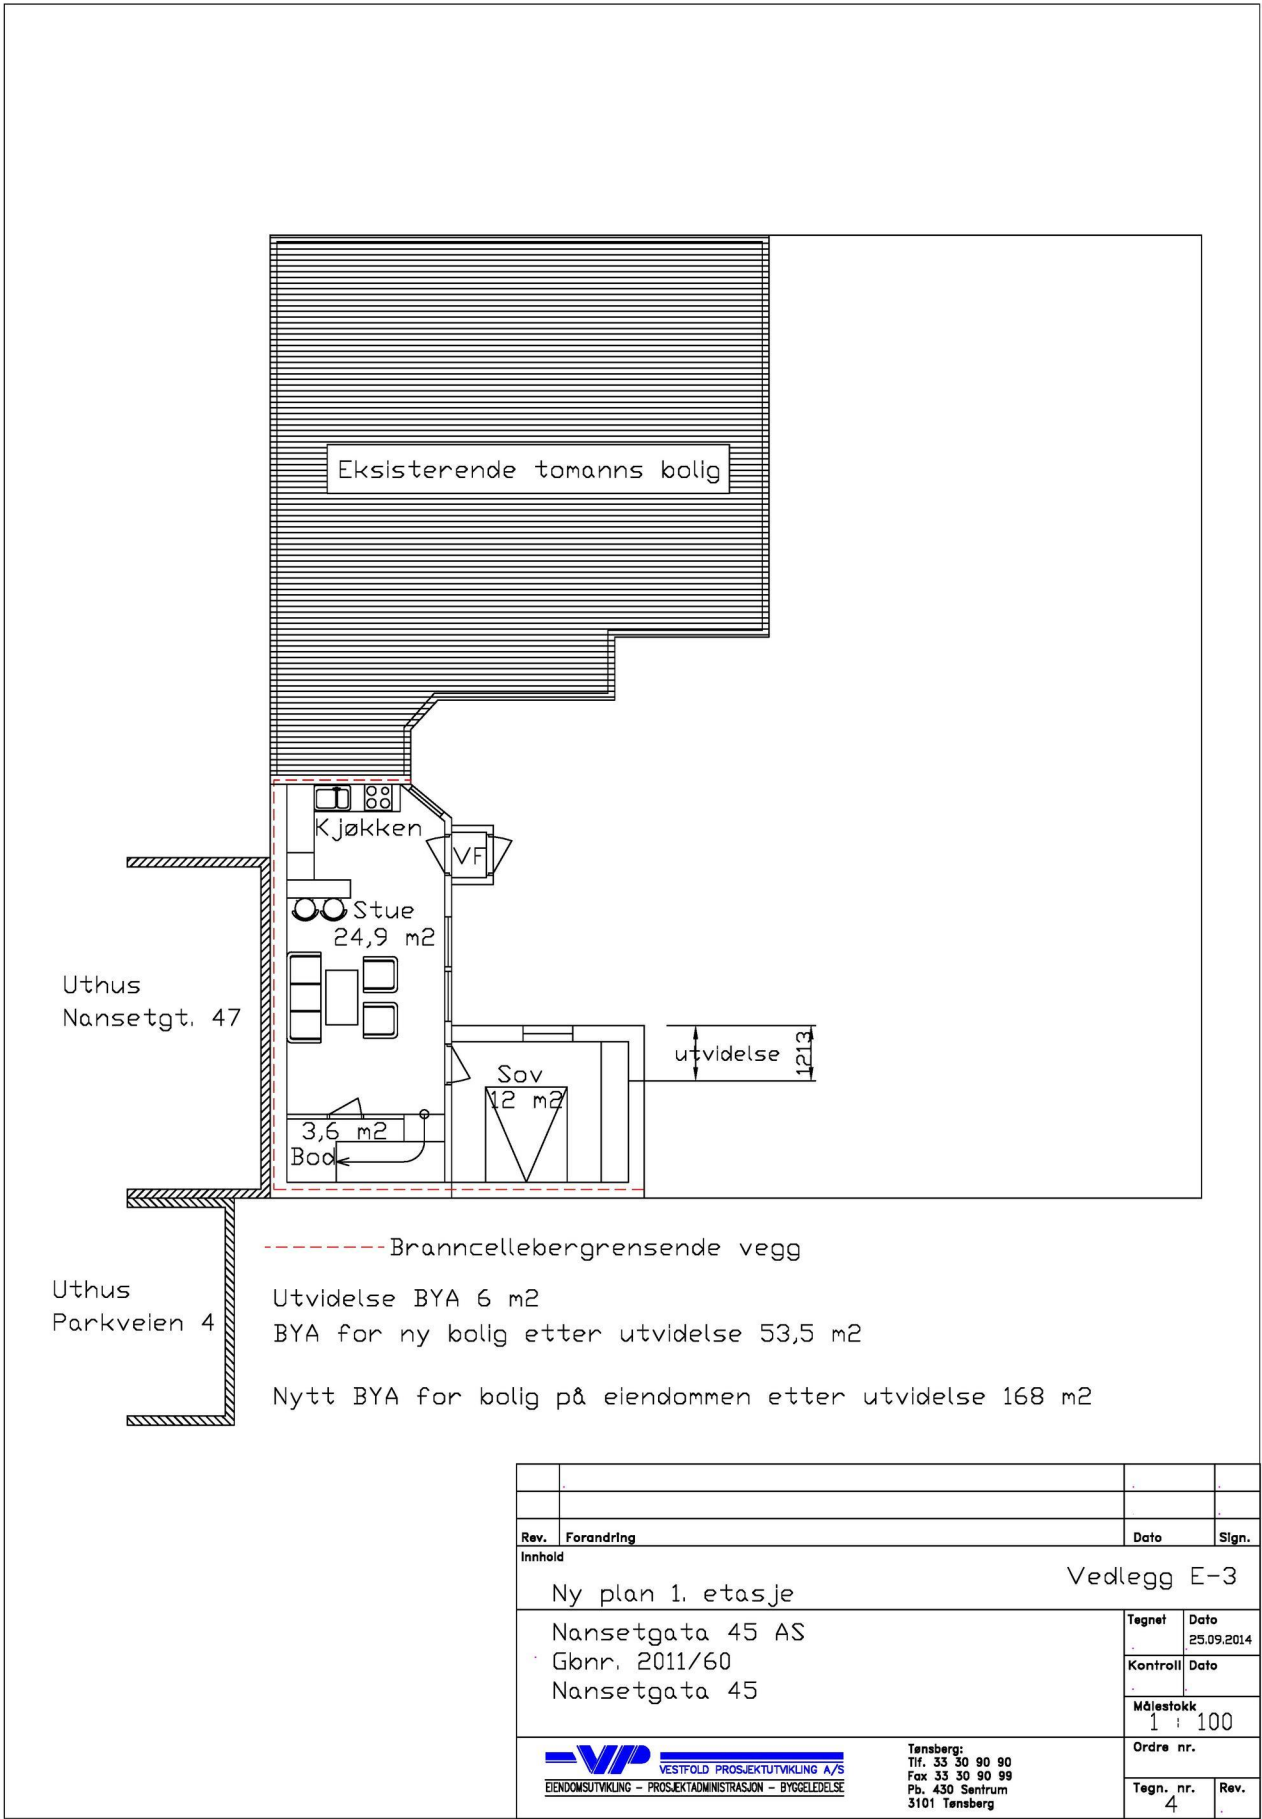 Eksisterende tomanns bolig
Kjøkken
VF
Stue
24,9 m2
Uthus
Nansetgt. 47
utvidelse
1213
Sov
12 m2
3,6 m2
Bod
Branncellebergrensende vegg
Uthus
Parkveien 4
Utvidelse BYA 6 m2
BYA for ny bolig etter utvidelse 53,5 m2
Nytt BYA for bolig på eiendommen etter utvidelse 168 m2
Rev. Forandring Dato Sign.
Innhold
Vedlegg E-3
Ny plan 1. etasje
Nansetgata 45 AS
Gbnr. 2011/60
Nansetgata 45
Tegnet Dato
25.09.2014
Kontroll Dato
Målestokk
1 : 100
VP
VESTFOLD PROSJEKTUTVIKLING A/S
EIENDOMSUTVIKLING - PROSJEKTADMINISTRASJON - BYGGELEDELSE
Tønsberg:
Tlf. 33 30 90 90
Fax 33 30 90 99
Pb. 430 Sentrum
3101 Tønsberg
Ordre nr.
Tegn. nr. Rev.
4